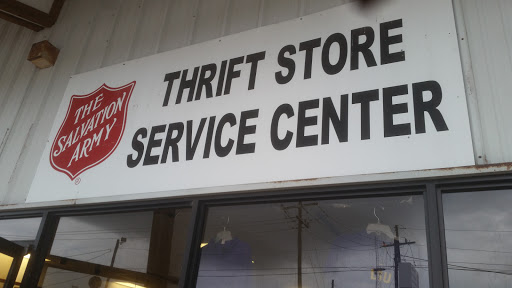 THE
SALVATION
ARMY
®
THRIFT STORE
SERVICE CENTER